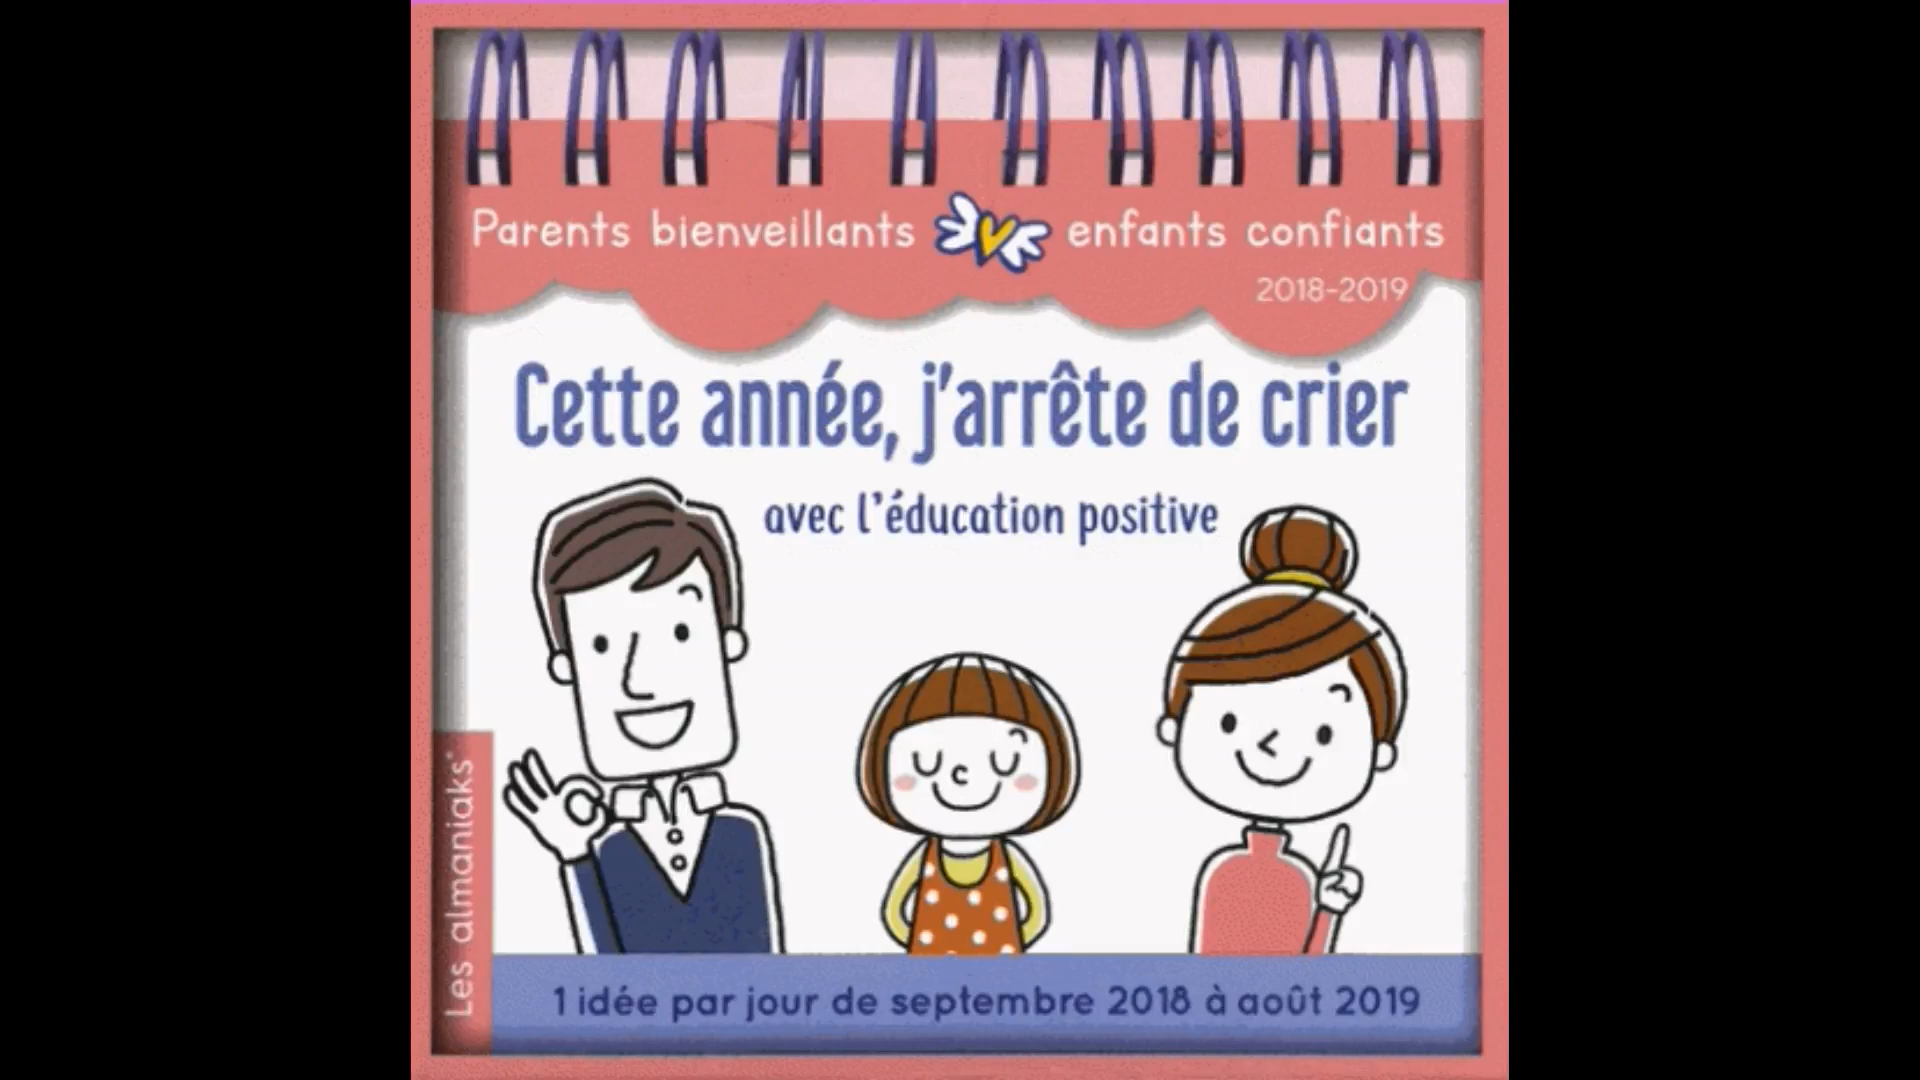 Parents bienveillants enfants confiants
2018-2019
Cette année, j'arrête de crier
avec l'éducation positive
Les almaniaks®
1 idée par jour de septembre 2018 à août 2019